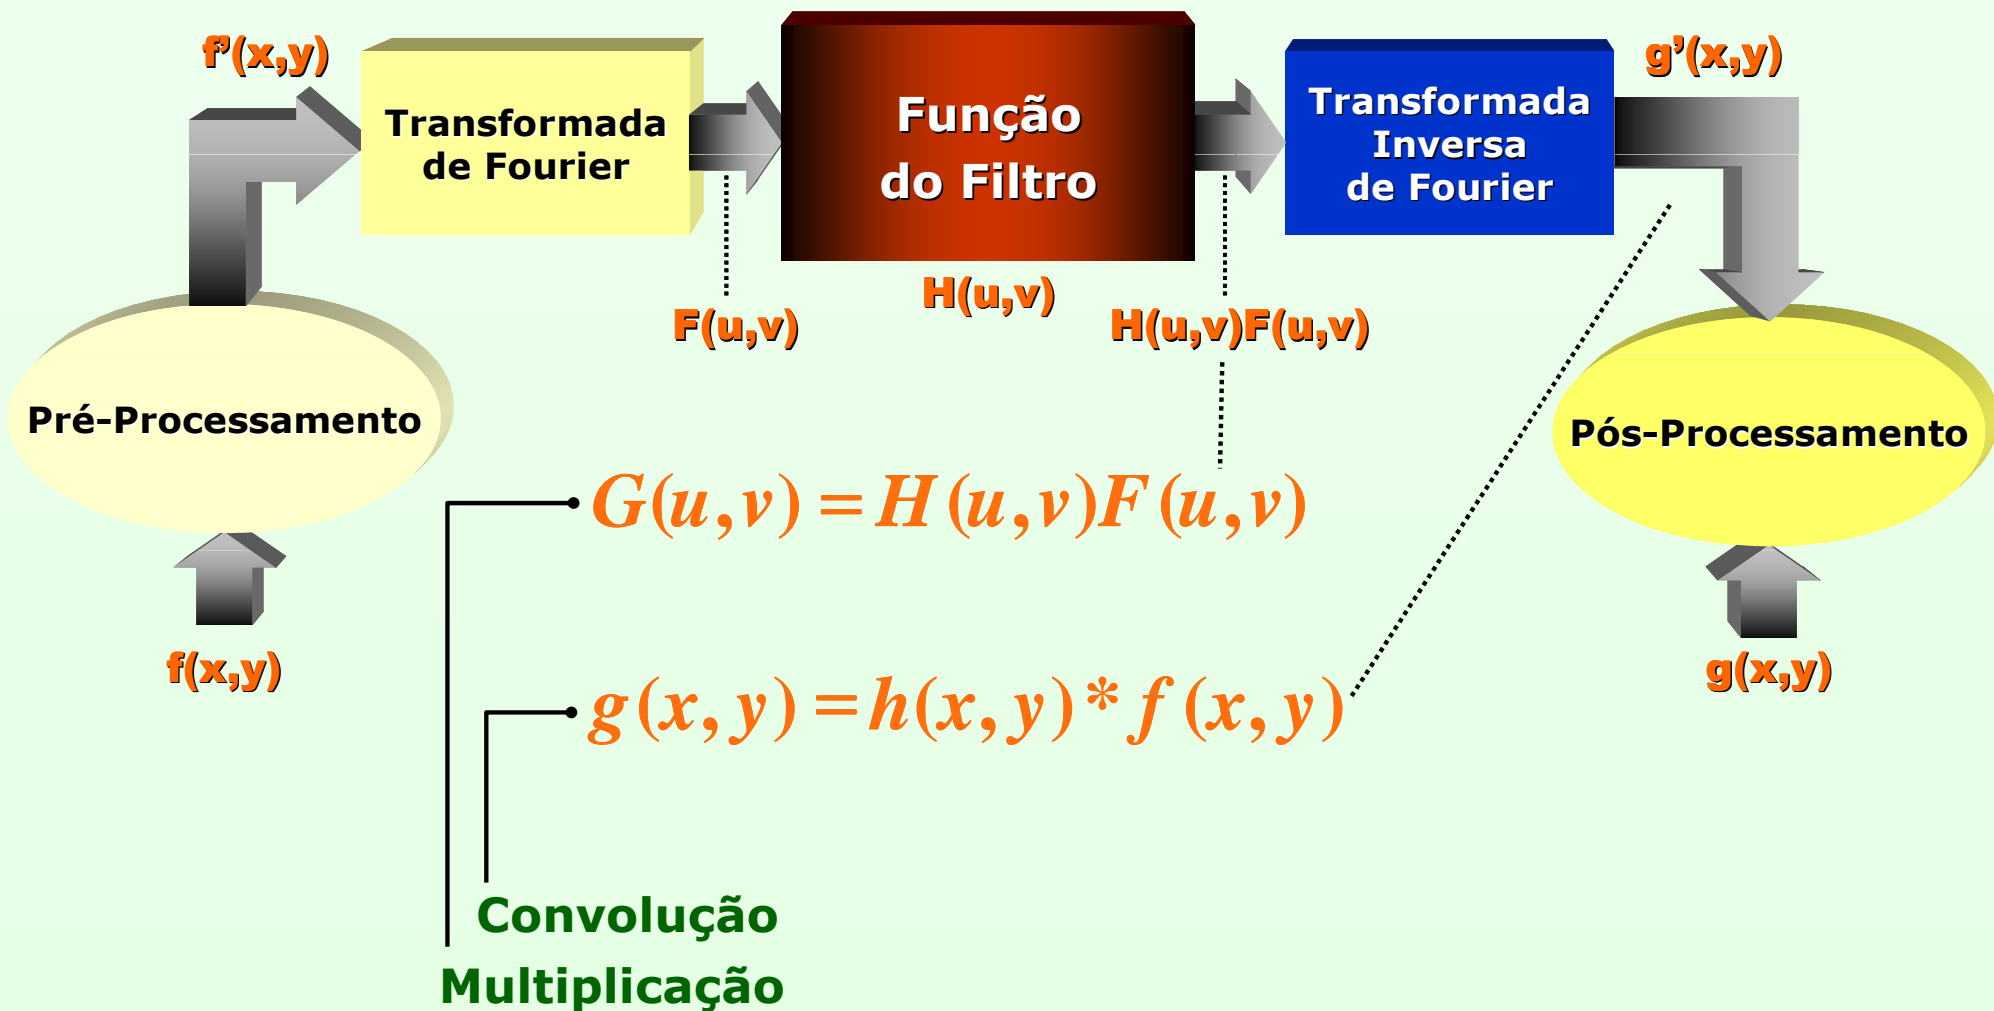 f'(x,y)
Transformada
de Fourier
Função
do Filtro
Transformada
Inversa
de Fourier
g'(x,y)
H(u,v)
F(u,v)
H(u,v)F(u,v)
Pré-Processamento
Pós-Processamento
G(u,v) = H(u,v)F(u,v)
f(x,y)
g(x,y)
g(x,y) = h(x,y) * f(x,y)
Convolução
Multiplicação